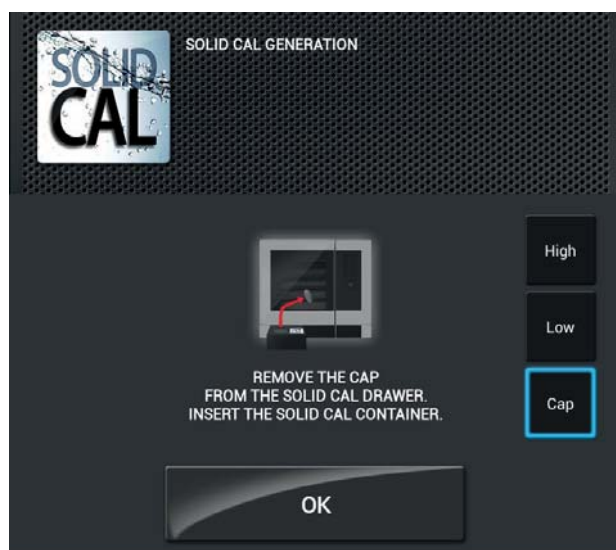 SOLID CAL GENERATION
SOLID
CAL
High
Low
REMOVE THE CAP
FROM THE SOLID CAL DRAWER.
INSERT THE SOLID CAL CONTAINER.
Cap
OK